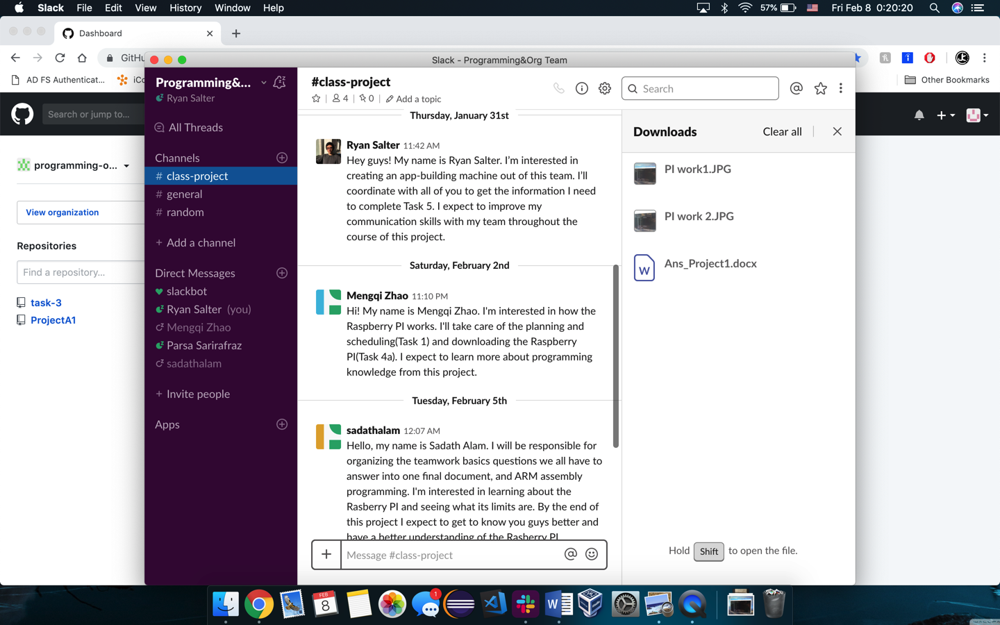 Slack File Edit View History Window Help 57% Fri Feb 8 0:20:20
Dashboard
AD FS Authenticat...
Other Bookmarks
Search or jump to...
programming-o...
View organization
Repositories
Find a repository...
task-3
ProjectA1
Slack - Programming&Org Team
Programming&...
Ryan Salter
All Threads
Channels
# class-project
# general
# random
+ Add a channel
Direct Messages
slackbot
Ryan Salter (you)
Mengqi Zhao
Parsa Sarirafraz
sadathalam
+ Invite people
Apps
#class-project
4 | 0 | Add a topic
Search
Thursday, January 31st
Ryan Salter 11:42 AM
Hey guys! My name is Ryan Salter. I'm interested in
creating an app-building machine out of this team. I'll
coordinate with all of you to get the information I need
to complete Task 5. I expect to improve my
communication skills with my team throughout the
course of this project.
Saturday, February 2nd
Mengqi Zhao 11:10 PM
Hi! My name is Mengqi Zhao. I'm interested in how the
Raspberry PI works. I'll take care of the planning and
scheduling(Task 1) and downloading the Raspberry
PI(Task 4a). I expect to learn more about programming
knowledge from this project.
Tuesday, February 5th
sadathalam 12:07 AM
Hello, my name is Sadath Alam. I will be responsible for
organizing the teamwork basics questions we all have to
answer into one final document, and ARM assembly
programming. I'm interested in learning about the
Rasberry PI and seeing what its limits are. By the end of
this project I expect to get to know you guys better and
have a better understanding of the Rasberry PI
Message #class-project
Downloads Clear all
PI work1.JPG
PI work 2.JPG
W
Ans_Project1.docx
Hold Shift to open the file.
FEB
8
1